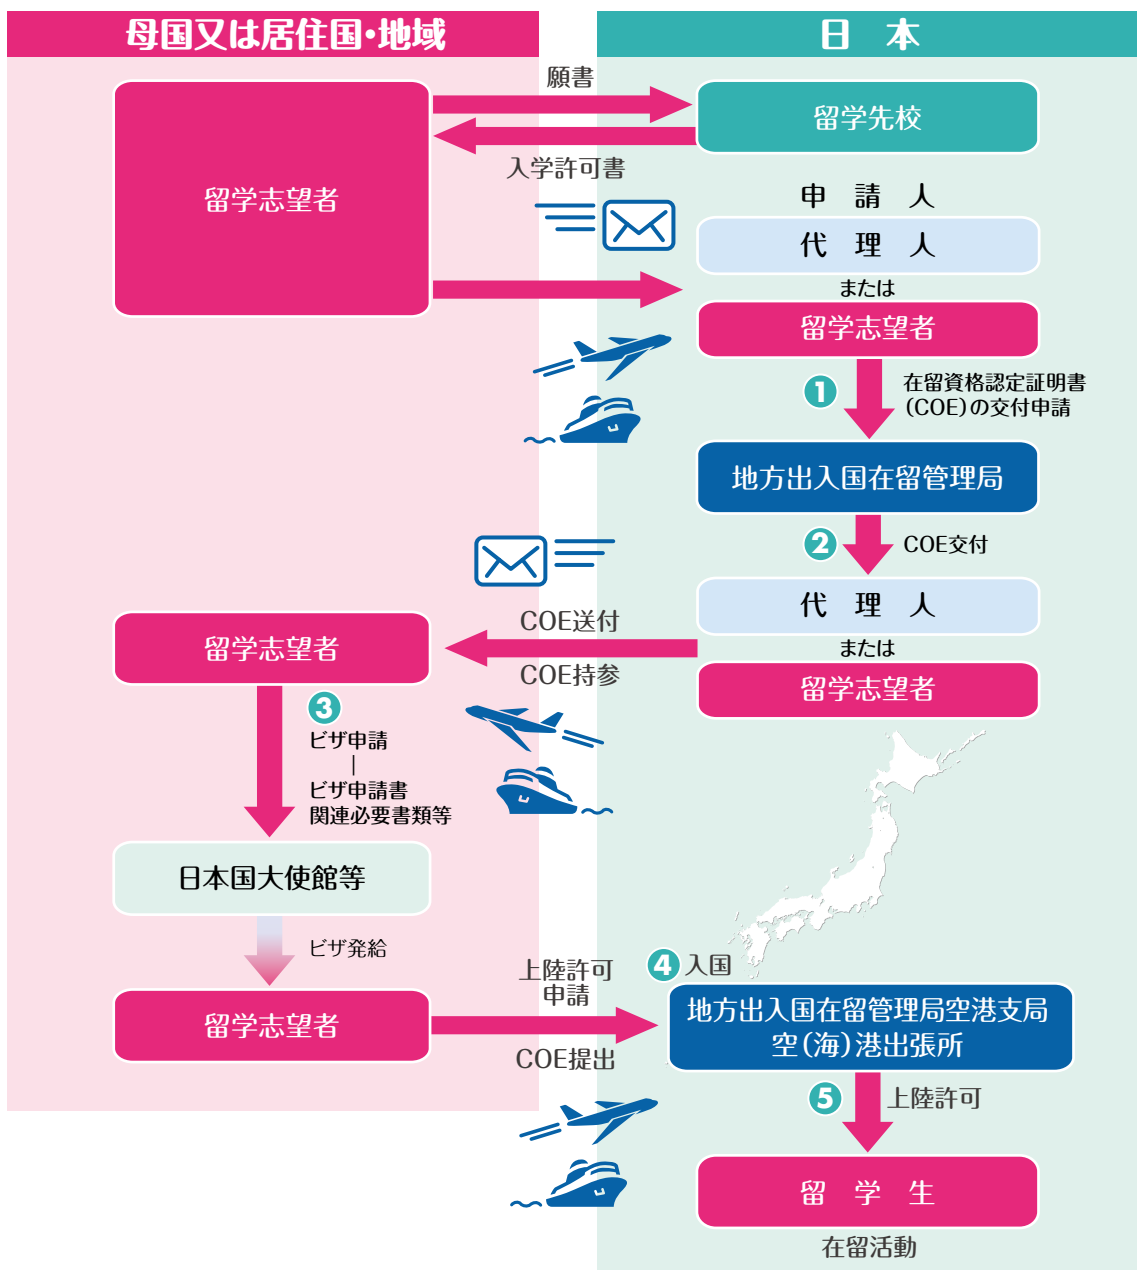 母国又は居住国・地域
日 本
願書
留学志望者
留学先校
入学許可書
申 請 人
代 理 人
または
留学志望者
1
在留資格認定証明書
(COE)の交付申請
地方出入国在留管理局
2
COE交付
代 理 人
または
留学志望者
COE送付
COE持参
留学志望者
3
ビザ申請
ビザ申請書
関連必要書類等
日本国大使館等
ビザ発給
留学志望者
上陸許可
申請
COE提出
4 入国
地方出入国在留管理局空港支局
空(海)港出張所
5
上陸許可
留 学 生
在留活動